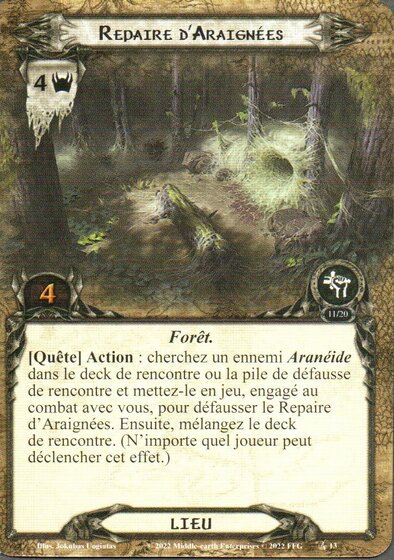 Repaire d'Araignées
4
4
11/20
Forêt.
[Quête] Action : cherchez un ennemi Aranéide
dans le deck de rencontre ou la pile de défausse
de rencontre et mettez-le en jeu, engagé au
combat avec vous, pour défausser le Repaire
d'Araignées. Ensuite, mélangez le deck
de rencontre. (N'importe quel joueur peut
déclencher cet effet.)
LIEU
Illus. Jokubas Uogintas
2022 Middle-earth Enterprises © 2022 FFG
13